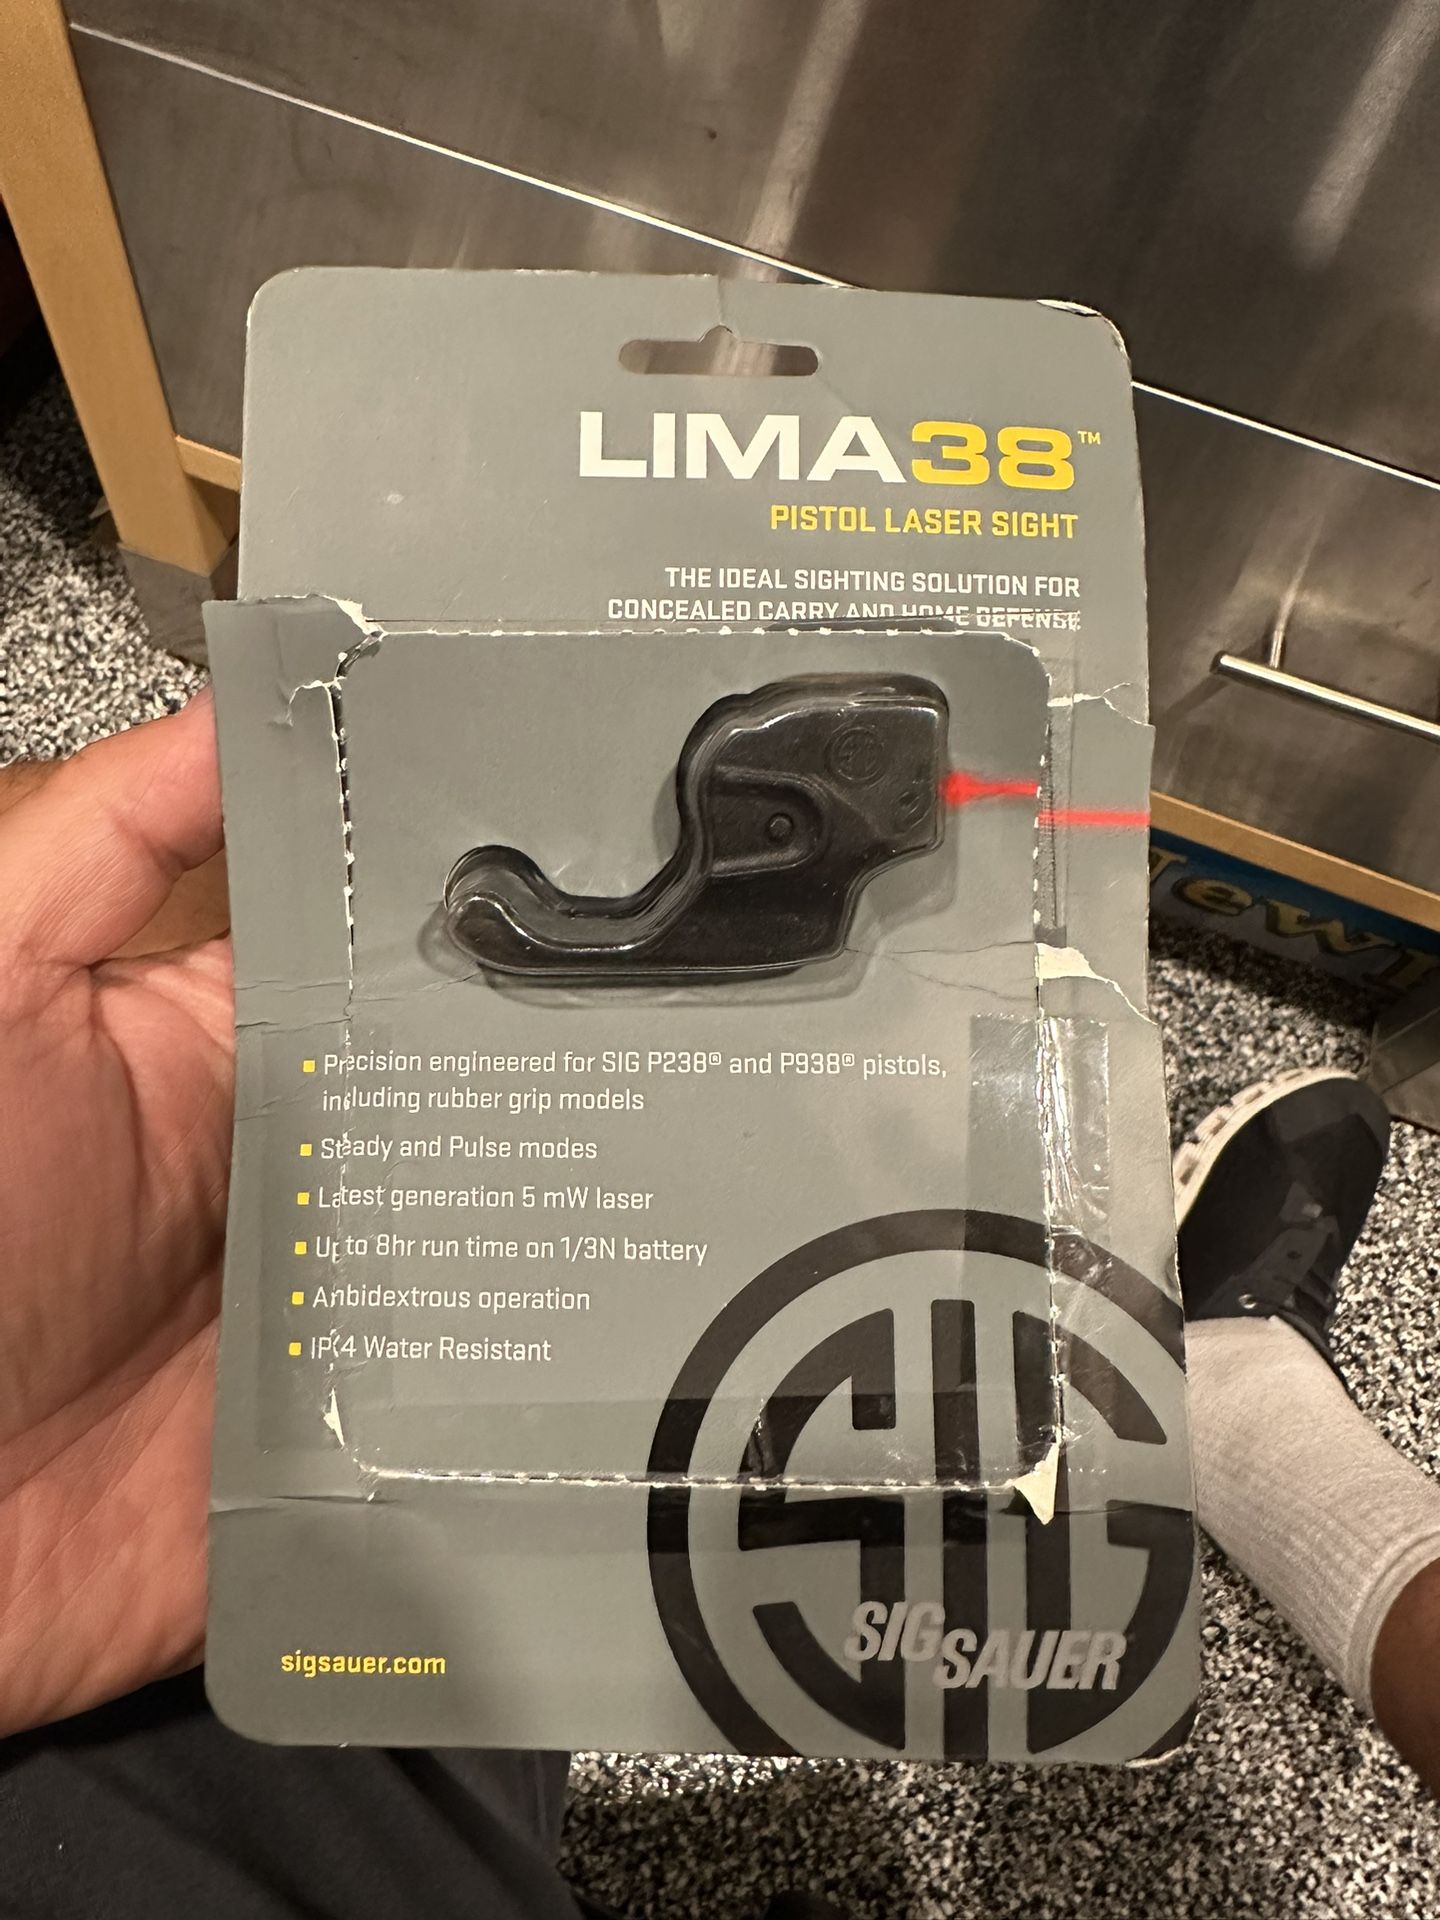 LIMA38™
PISTOL LASER SIGHT
THE IDEAL SIGHTING SOLUTION FOR
CONCEALED CARRY AND HOME DEFENSE
Precision engineered for SIG P238® and P938® pistols,
including rubber grip models
Steady and Pulse modes
Latest generation 5 mW laser
Up to 8hr run time on 1/3N battery
Ambidextrous operation
Water Resistant
SIG
SIG SAUER
sigsauer.com